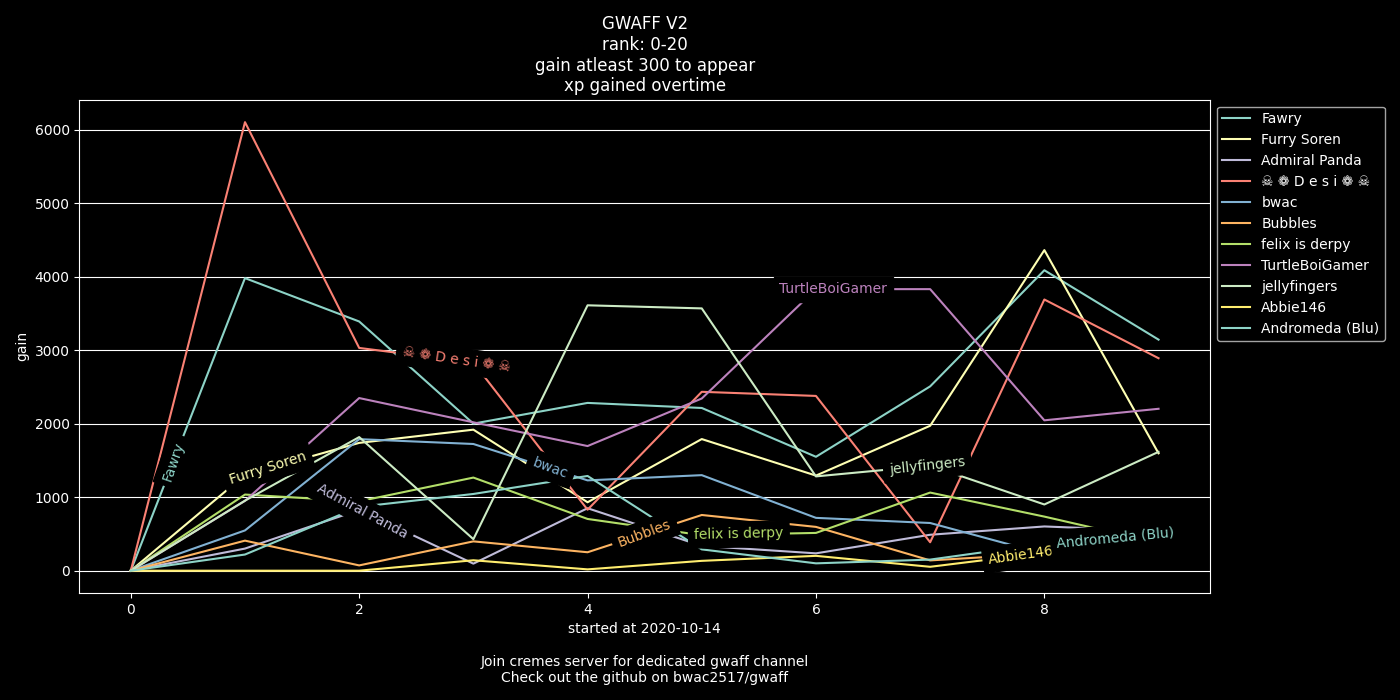 GWAFF V2
rank: 0-20
gain atleast 300 to appear
xp gained overtime
6000
5000
4000
3000
2000
1000
0
gain
0
2
4
6
8
started at 2020-10-14
Join cremes server for dedicated gwaff channel
Check out the github on bwac2517/gwaff
Fawry
Furry Soren
Admiral Panda
☠ ❁ D e s i ❁ ☠
bwac
Bubbles
felix is derpy
TurtleBoiGamer
jellyfingers
Abbie146
Andromeda (Blu)
Fawry
Furry Soren
Admiral Panda
☠ ❁ D e s i ❁ ☠
bwac
Bubbles
felix is derpy
TurtleBoiGamer
jellyfingers
Abbie146
Andromeda (Blu)